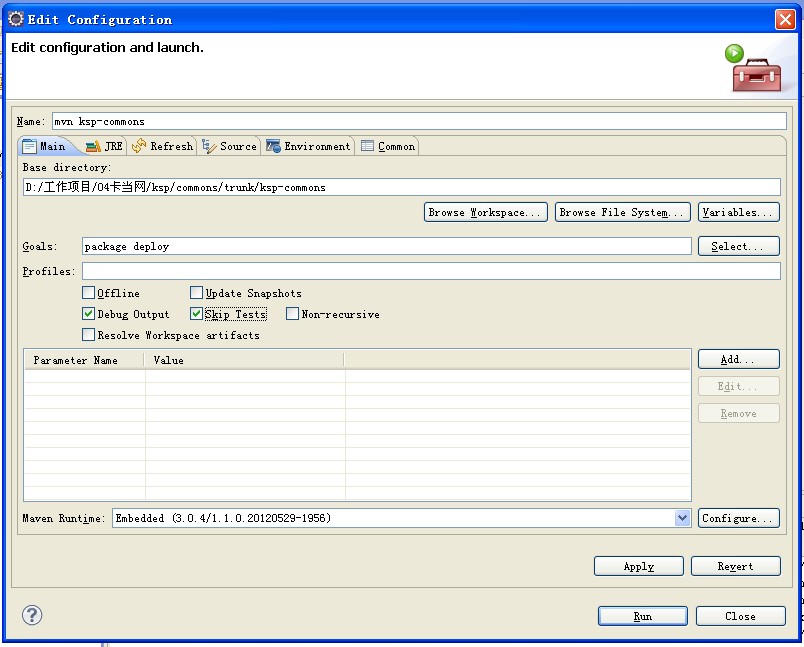 Edit Configuration
Edit configuration and launch.
Name: mvn ksp-commons
Main JRE Refresh Source Environment Common
Base directory:
D:/工作项目/04卡当网/ksp/commons/trunk/ksp-commons
Browse Workspace... Browse File System... Variables...
Goals: package deploy Select...
Profiles:
Offline Update Snapshots
Debug Output Skip Tests Non-recursive
Resolve Workspace artifacts
Parameter Name Value Add...
Edit...
Remove
Maven Runtime: Embedded (3.0.4/1.1.0.20120529-1956) Configure...
Apply Revert
? Run Close